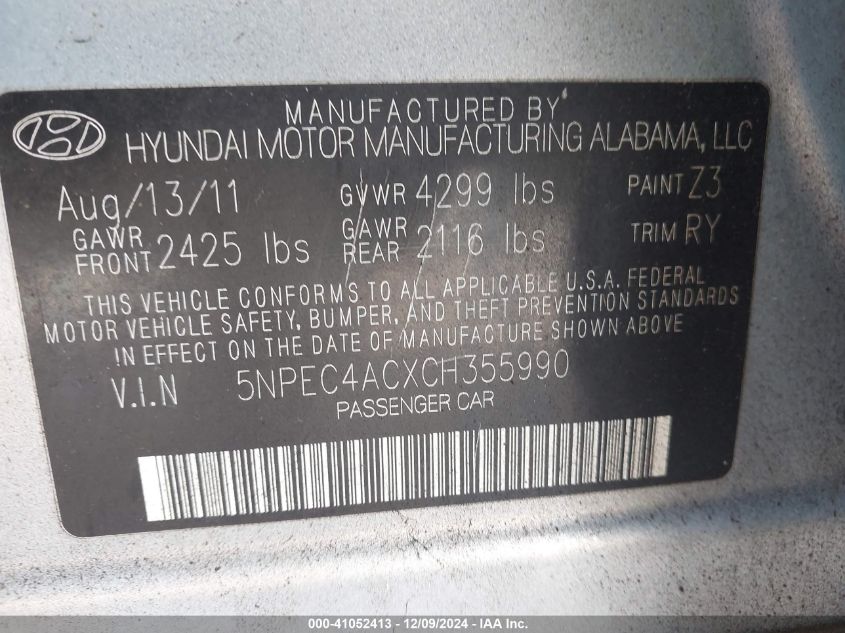 MANUFACTURED BY
HYUNDAI MOTOR MANUFACTURING ALABAMA, LLC
Aug/13/11 GVWR 4299 lbs PAINT Z3
GAWR FRONT 2425 lbs GAWR REAR 2116 lbs TRIM RY
THIS VEHICLE CONFORMS TO ALL APPLICABLE U.S.A. FEDERAL
MOTOR VEHICLE SAFETY, BUMPER, AND THEFT PREVENTION STANDARDS
IN EFFECT ON THE DATE OF MANUFACTURE SHOWN ABOVE
V.I.N 5NPEC4ACXCH355990
PASSENGER CAR
000-41052413 - 12/09/2024 - IAA Inc.